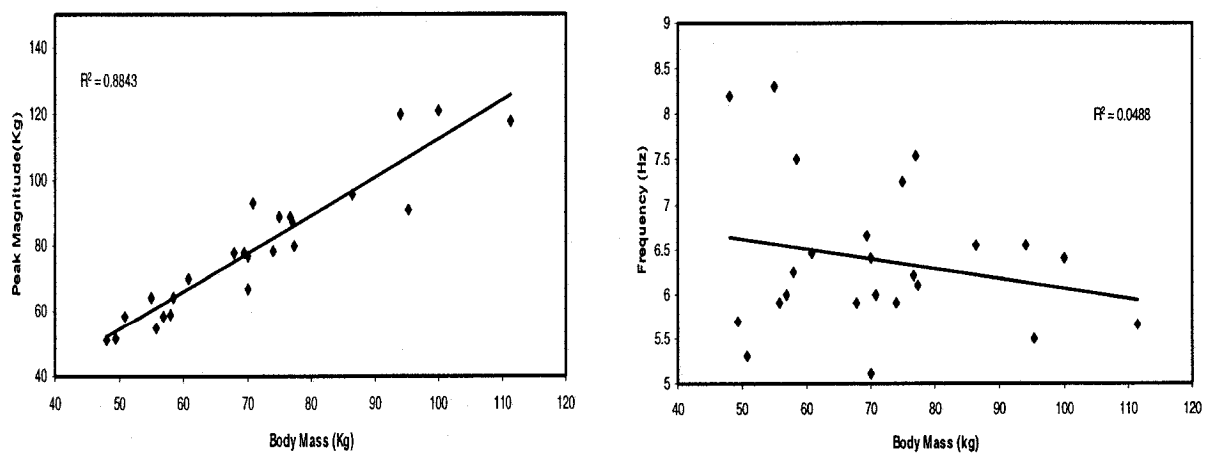 140
120
100
80
60
40
R² = 0.8843
Peak Magnitude(Kg)
40 50 60 70 80 90 100 110 120
Body Mass (Kg)
9
8.5
8
7.5
7
6.5
6
5.5
5
R² = 0.0488
Frequency (Hz)
40 50 60 70 80 90 100 110 120
Body Mass (kg)